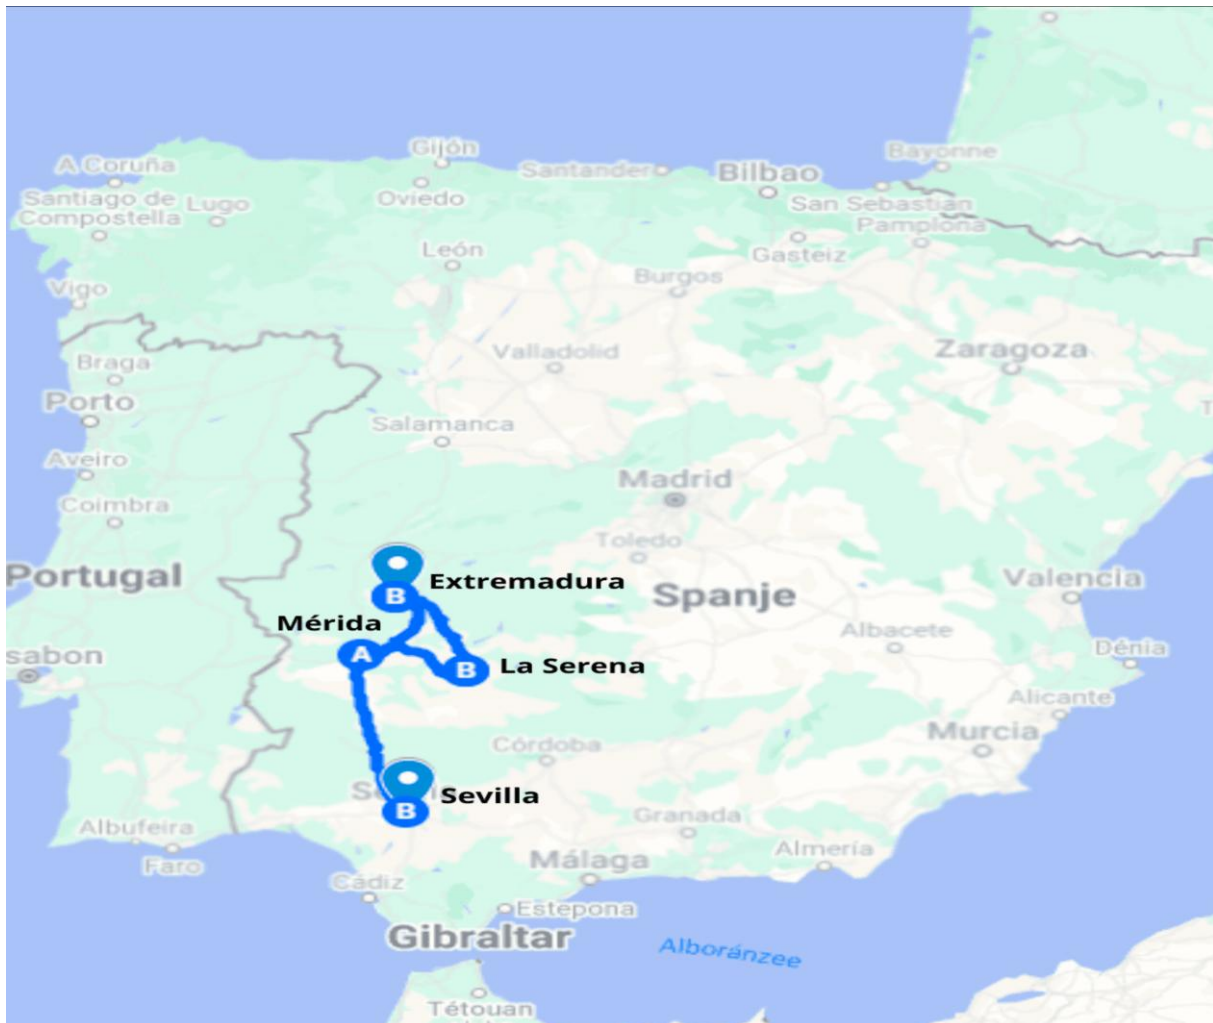 Gijón
A Coruña
Bayonne
Santander
Bilbao
Santiago de
Compostella
Lugo
Oviedo
San Sebastian
Pamplona
León
Gasteiz
Burgos
Vigo
Valladolid
Zaragoza
Braga
Porto
Salamanca
Aveiro
Madrid
Coimbra
Toledo
Portugal
B
Extremadura
Spanje
Valencia
Mérida
Albacete
sabon
A
B
La Serena
Dénia
Alicante
Murcia
Córdoba
Sevilla
B
Granada
Albufeira
Faro
Málaga
Almería
Cádiz
Estepona
Gibraltar
Alboránzee
Tétouan